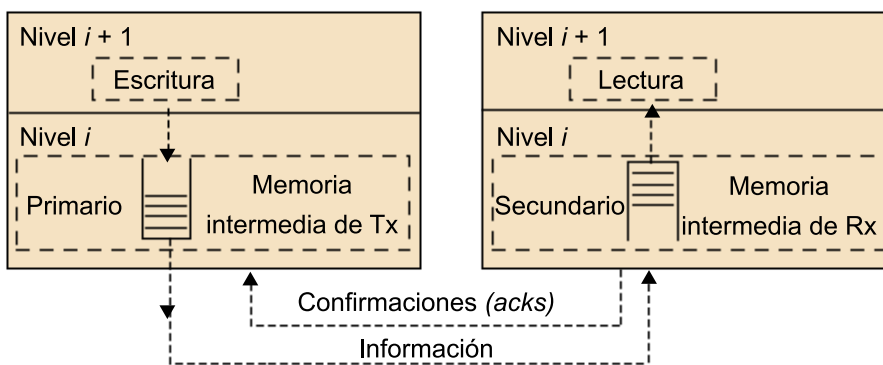 Nivel i + 1
Escritura
Nivel i
Primario
Memoria
intermedia de Tx
Nivel i + 1
Lectura
Nivel i
Secundario
Memoria
intermedia de Rx
Confirmaciones (acks)
Información